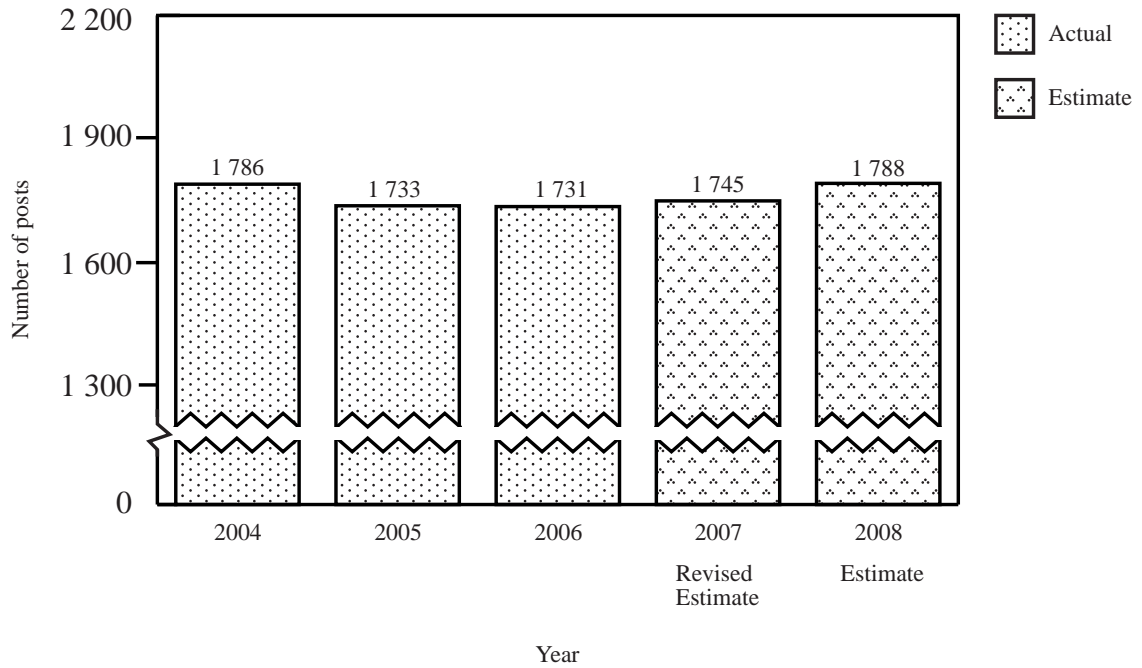 2 200
1 900
1 600
1 300
0
Number of posts
1 786
1 733
1 731
1 745
1 788
2004
2005
2006
2007
2008
Revised
Estimate
Estimate
Year
Actual
Estimate